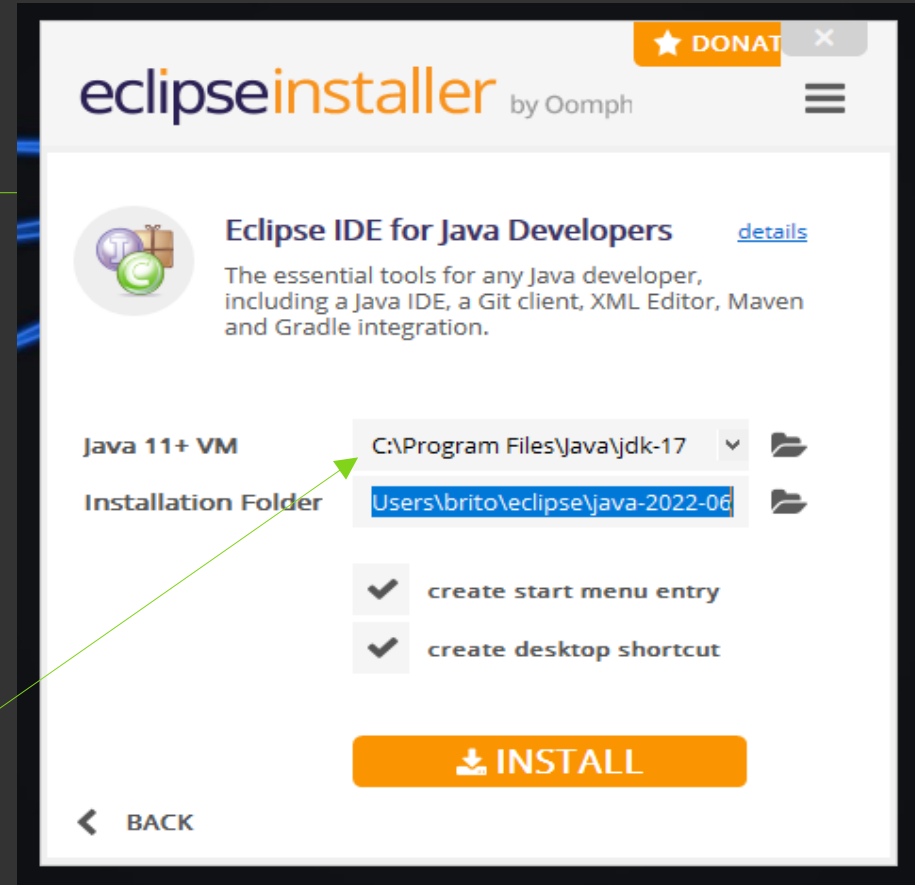 DONAT
eclipseinstaller by Oomph
Eclipse IDE for Java Developers details
The essential tools for any Java developer,
including a Java IDE, a Git client, XML Editor, Maven
and Gradle integration.
Java 11+ VM C:\Program Files\Java\jdk-17
Installation Folder Users\brito\eclipse\java-2022-06
create start menu entry
create desktop shortcut
INSTALL
BACK